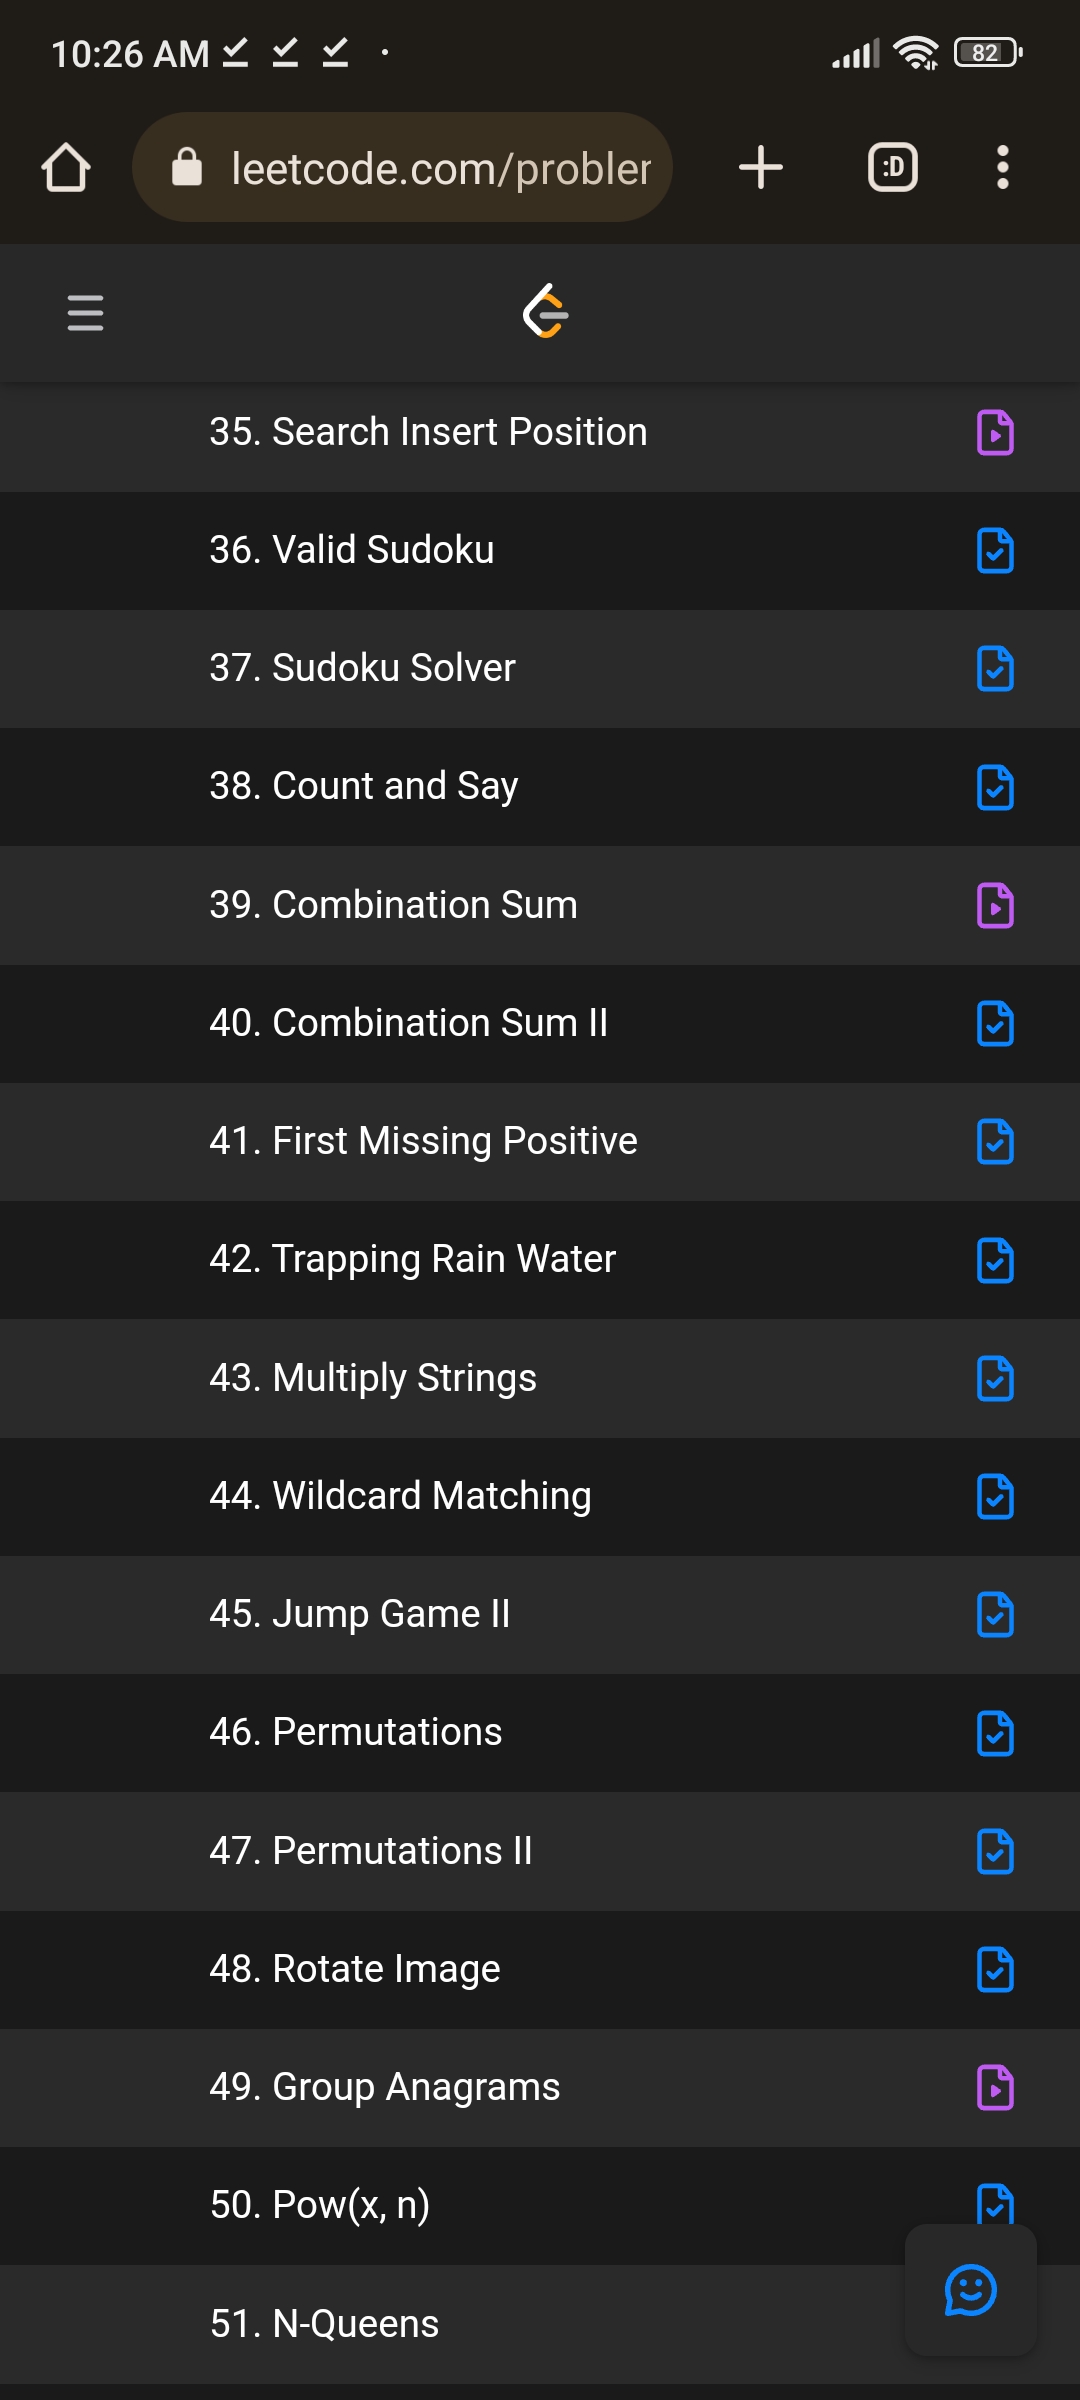 10:26 AM
82
leetcode.com/probler
:D
35. Search Insert Position
36. Valid Sudoku
37. Sudoku Solver
38. Count and Say
39. Combination Sum
40. Combination Sum II
41. First Missing Positive
42. Trapping Rain Water
43. Multiply Strings
44. Wildcard Matching
45. Jump Game II
46. Permutations
47. Permutations II
48. Rotate Image
49. Group Anagrams
50. Pow(x, n)
51. N-Queens